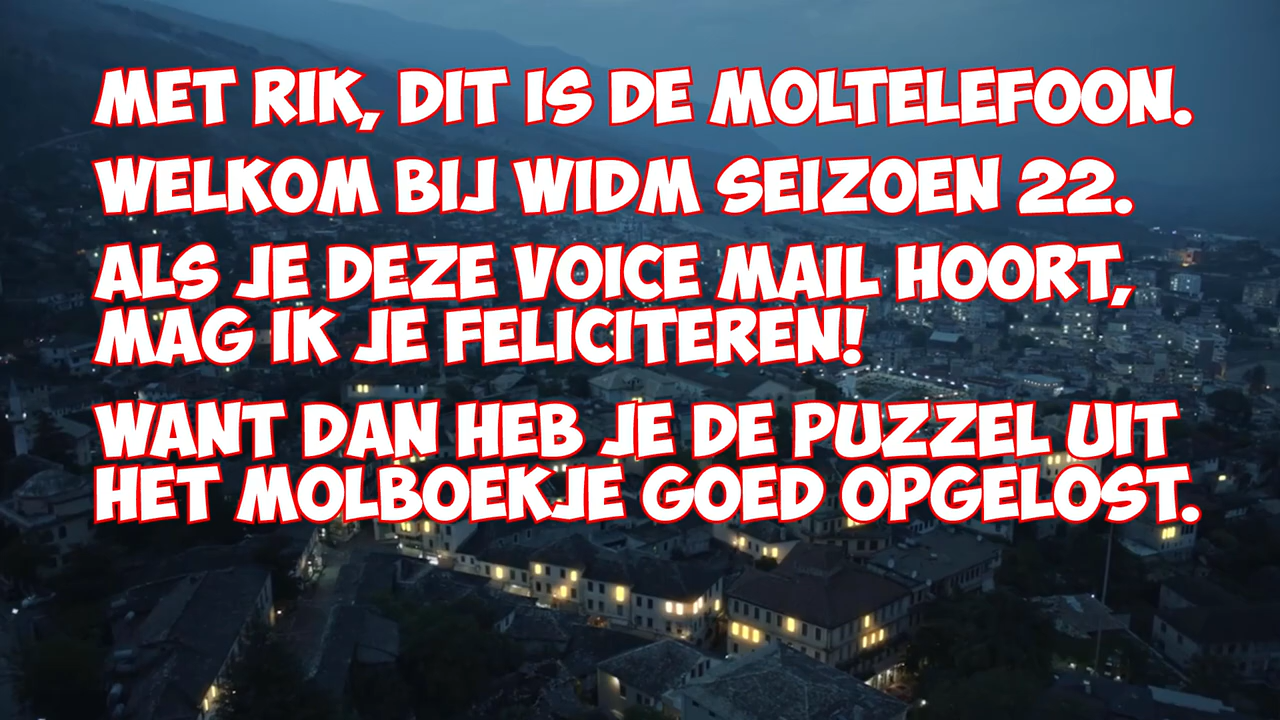 MET RIK, DIT IS DE MOLTELEFOON.
WELKOM BIJ WIDM SEIZOEN 22.
ALS JE DEZE VOICE MAIL HOORT,
MAG IK JE FELICITEREN!
WANT DAN HEB JE DE PUZZEL UIT
HET MOLBOEKJE GOED OPGELOST.